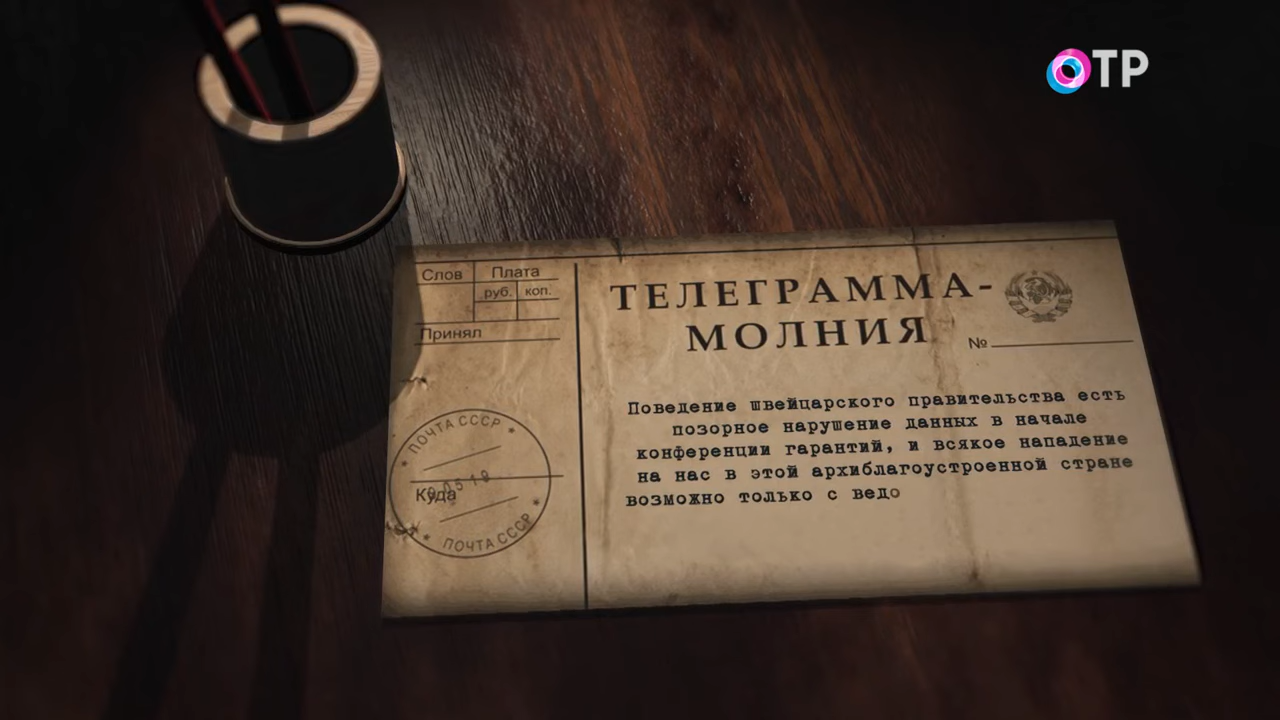 ОТР
Слов Плата
руб. коп.
Принял
ТЕЛЕГРАММА-
МОЛНИЯ
№
Поведение швейцарского правительства есть
позорное нарушение данных в начале
конференции гарантий, и всякое нападение
на нас в этой архиблагоустроенной стране
возможно только с ведо
ПОЧТА СССР
Куда
ПОЧТА СССР